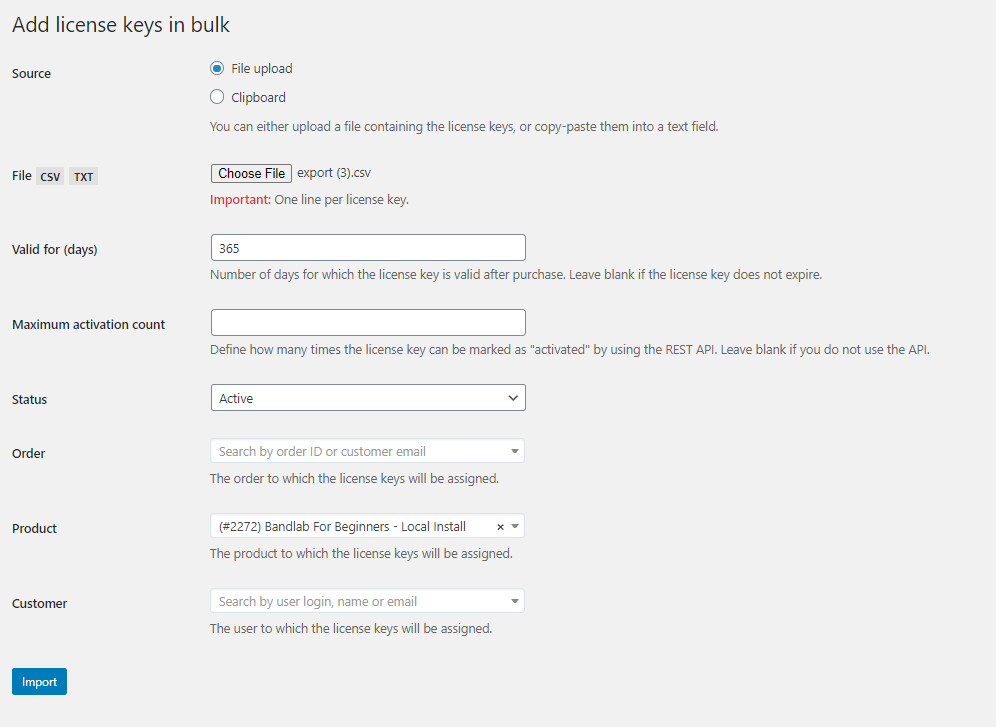 Add license keys in bulk
Source
File upload
Clipboard
You can either upload a file containing the license keys, or copy-paste them into a text field.
File CSV TXT
Choose File export (3).csv
Important: One line per license key.
Valid for (days)
365
Number of days for which the license key is valid after purchase. Leave blank if the license key does not expire.
Maximum activation count
Define how many times the license key can be marked as "activated" by using the REST API. Leave blank if you do not use the API.
Status
Active
Order
Search by order ID or customer email
The order to which the license keys will be assigned.
Product
(#2272) Bandlab For Beginners - Local Install ×
The product to which the license keys will be assigned.
Customer
Search by user login, name or email
The user to which the license keys will be assigned.
Import